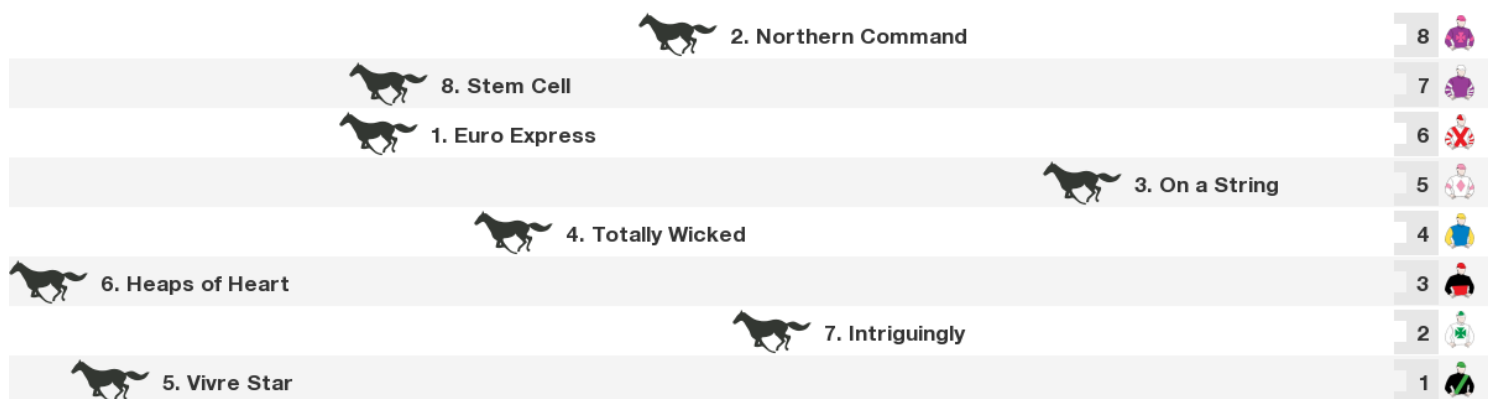 2. Northern Command 8
8. Stem Cell 7
1. Euro Express 6
3. On a String 5
4. Totally Wicked 4
6. Heaps of Heart 3
7. Intriguingly 2
5. Vivre Star 1